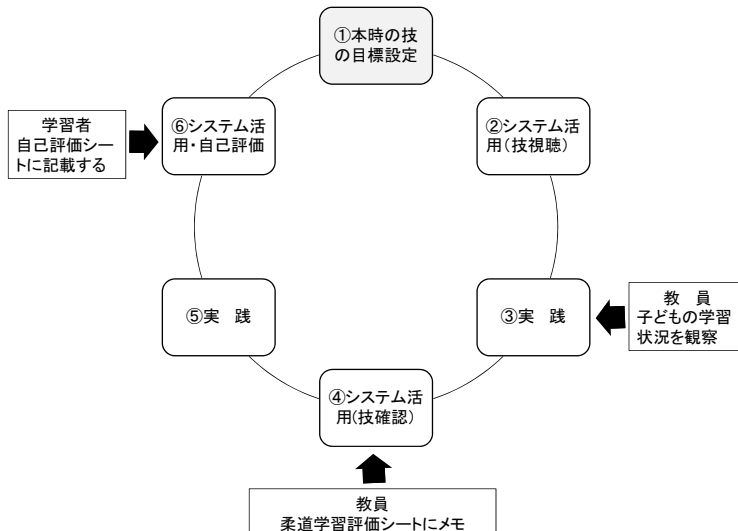 ①本時の技
の目標設定
②システム活
用(技視聴)
③実　践
教　員
子どもの学習
状況を観察
④システム活
用(技確認)
教員
柔道学習評価シートにメモ
⑤実　践
⑥システム活
用・自己評価
学習者
自己評価シー
トに記載する